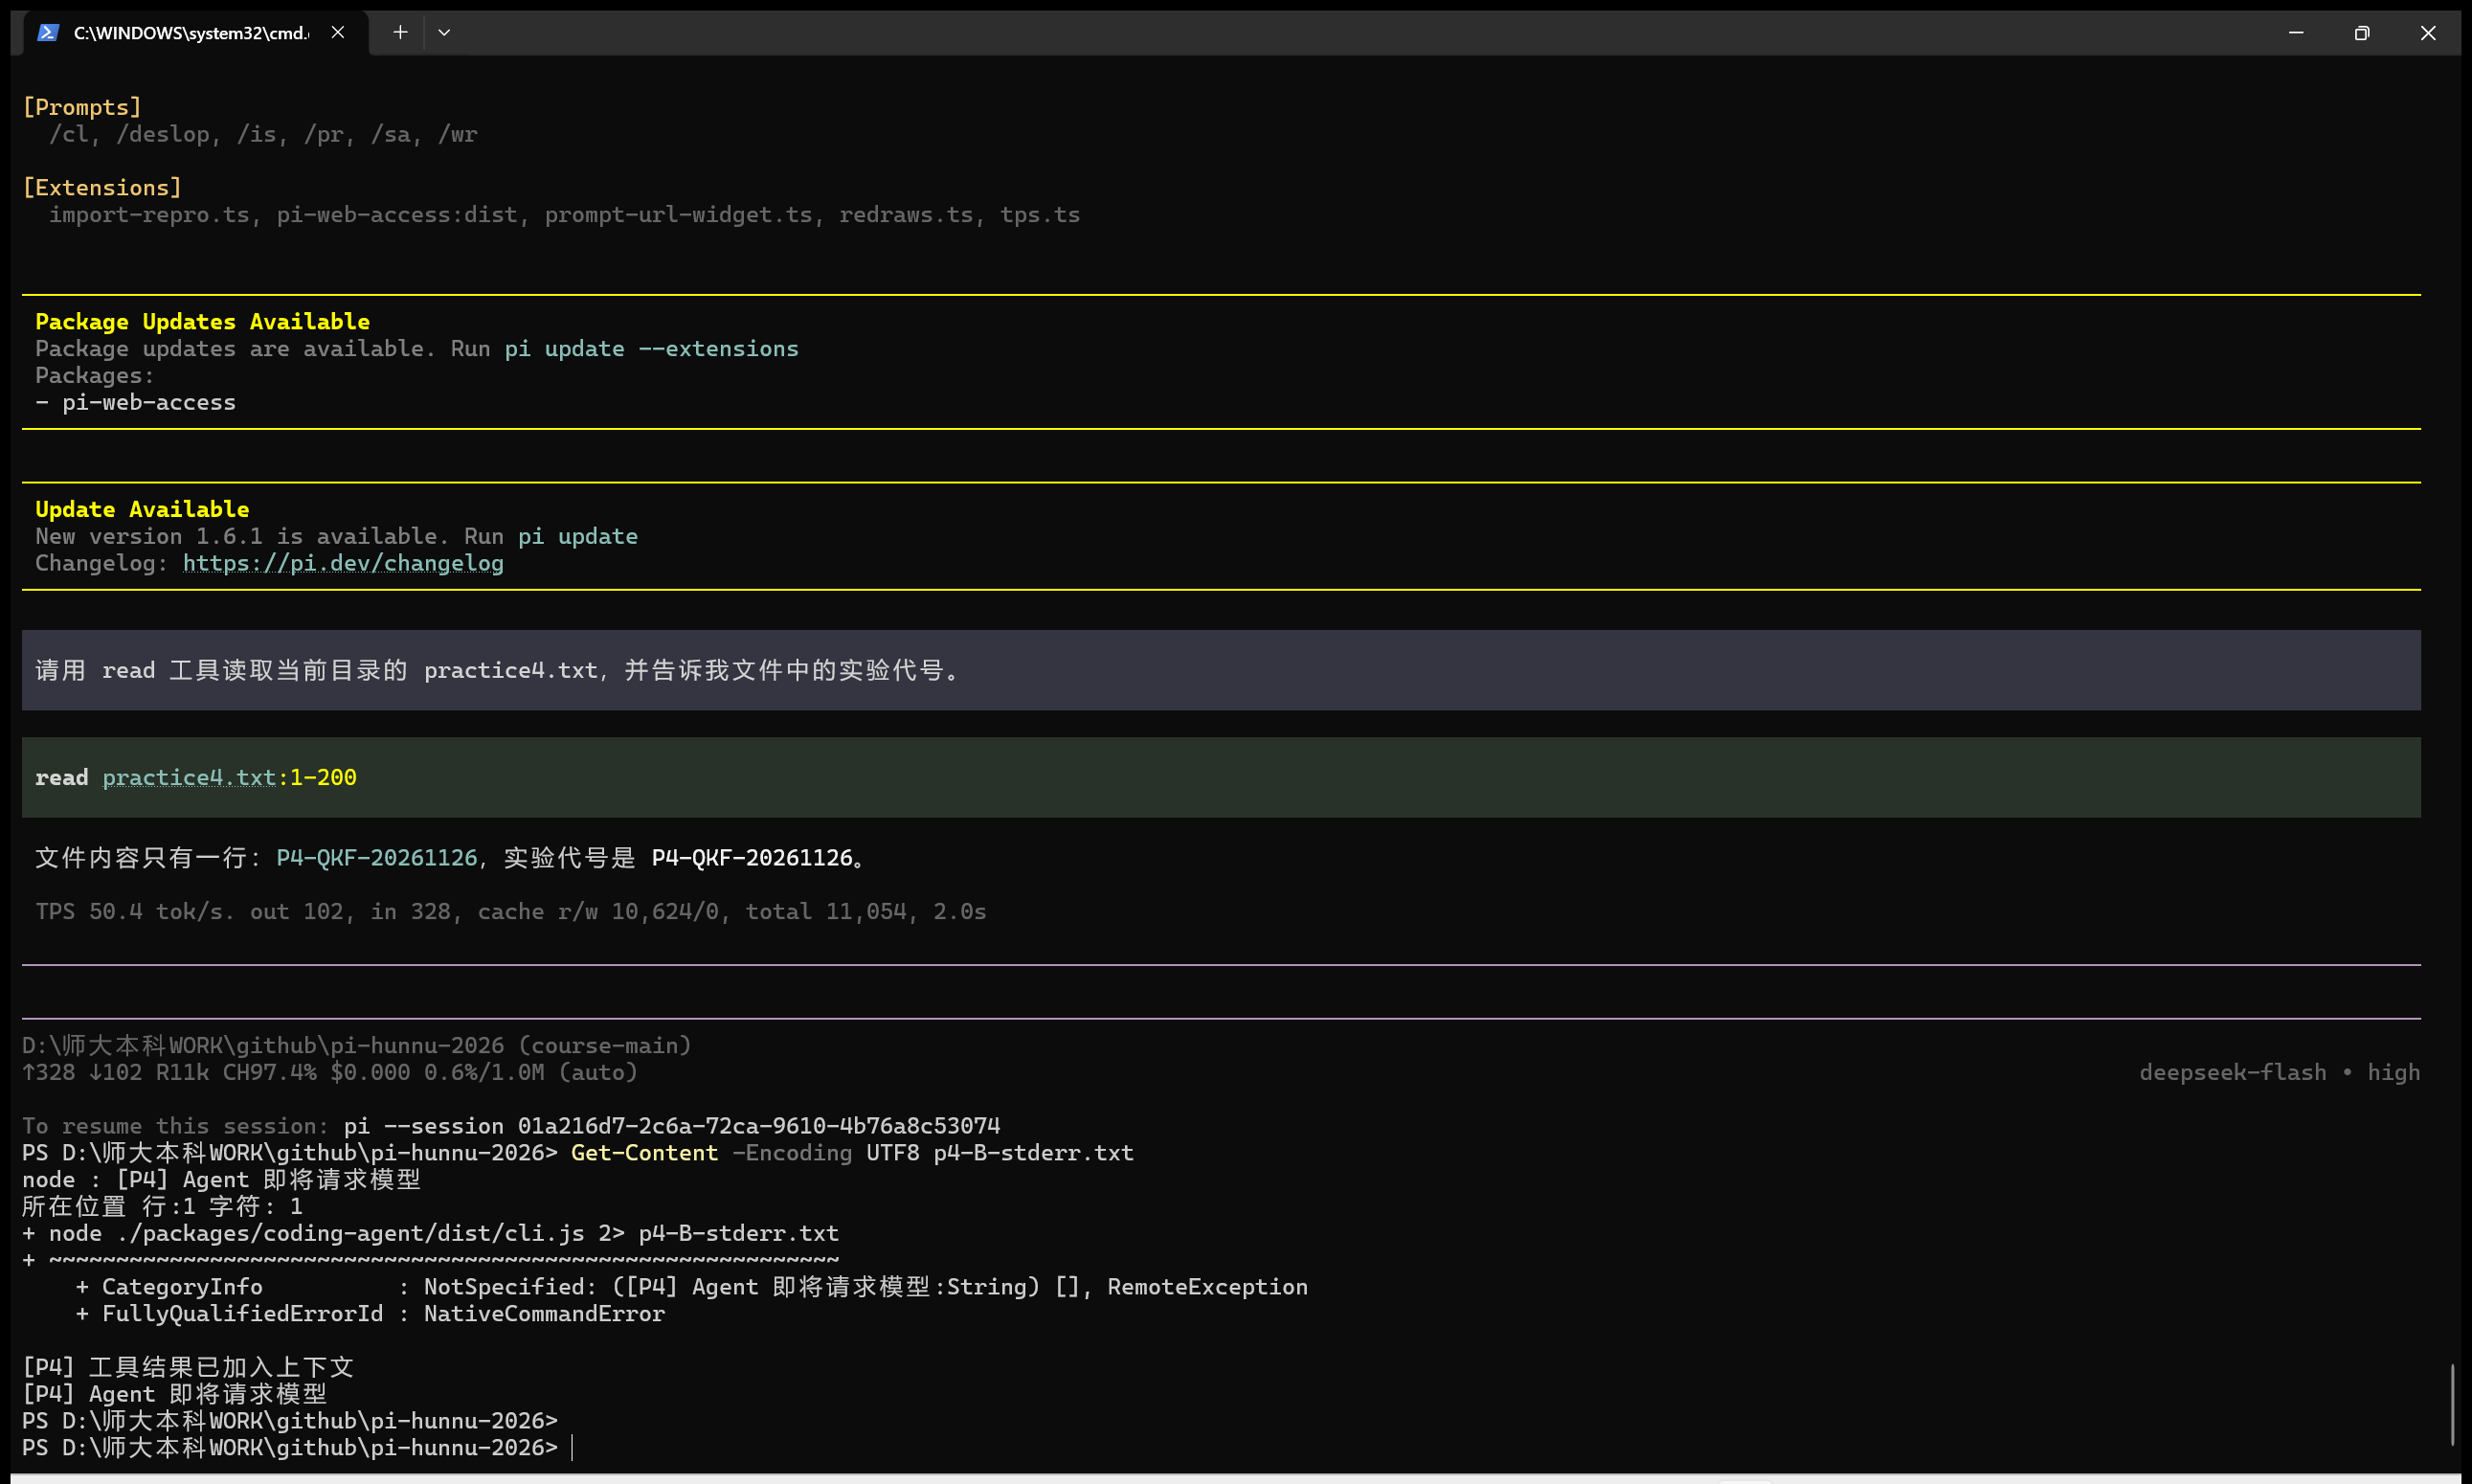 C:\WINDOWS\system32\cmd.
[Prompts]
/cl, /deslop, /is, /pr, /sa, /wr
[Extensions]
import-repro.ts, pi-web-access:dist, prompt-url-widget.ts, redraws.ts, tps.ts
Package Updates Available
Package updates are available. Run pi update --extensions
Packages:
- pi-web-access
Update Available
New version 1.6.1 is available. Run pi update
Changelog: https://pi.dev/changelog
请用 read 工具读取当前目录的 practice4.txt，并告诉我文件中的实验代号。
read practice4.txt:1-200
文件内容只有一行：P4-QKF-20261126，实验代号是 P4-QKF-20261126。
TPS 50.4 tok/s. out 102, in 328, cache r/w 10,624/0, total 11,054, 2.0s
D:\师大本科WORK\github\pi-hunnu-2026 (course-main)
↑328 ↓102 R11k CH97.4% $0.000 0.6%/1.0M (auto) deepseek-flash • high
To resume this session: pi --session 01a216d7-2c6a-72ca-9610-4b76a8c53074
PS D:\师大本科WORK\github\pi-hunnu-2026> Get-Content -Encoding UTF8 p4-B-stderr.txt
node : [P4] Agent 即将请求模型
所在位置 行:1 字符: 1
+ node ./packages/coding-agent/dist/cli.js 2> p4-B-stderr.txt
+ ~~~~~~~~~~~~~~~~~~~~~~~~~~~~~~~~~~~~~~~~~~~~~~~~~~~~~~~~~~~
+ CategoryInfo : NotSpecified: ([P4] Agent 即将请求模型:String) [], RemoteException
+ FullyQualifiedErrorId : NativeCommandError
[P4] 工具结果已加入上下文
[P4] Agent 即将请求模型
PS D:\师大本科WORK\github\pi-hunnu-2026>
PS D:\师大本科WORK\github\pi-hunnu-2026>